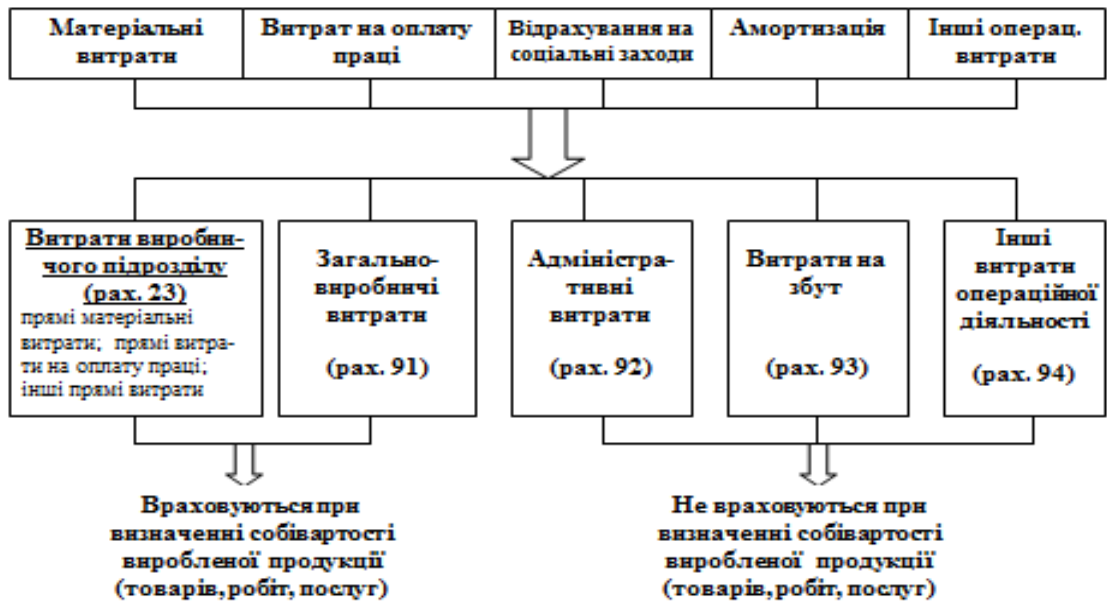 Матеріальні
витрати
Витрат на оплату
праці
Відрахування на
соціальні заходи
Амортизація
Інші операц.
витрати
Витрати виробни-
чого підрозділу
(рах. 23)
прямі матеріальні
витрати; прямі витра-
ти на оплату праці;
інші прямі витрати
Загально-
виробничі
витрати
(рах. 91)
Адміністра-
тивні
витрати
(рах. 92)
Витрати на
збут
(рах. 93)
Інші
витрати
операційної
діяльності
(рах. 94)
Враховуються при
визначенні собівартості
виробленої продукції
(товарів, робіт, послуг)
Не враховуються при
визначенні собівартості
виробленої продукції
(товарів, робіт, послуг)